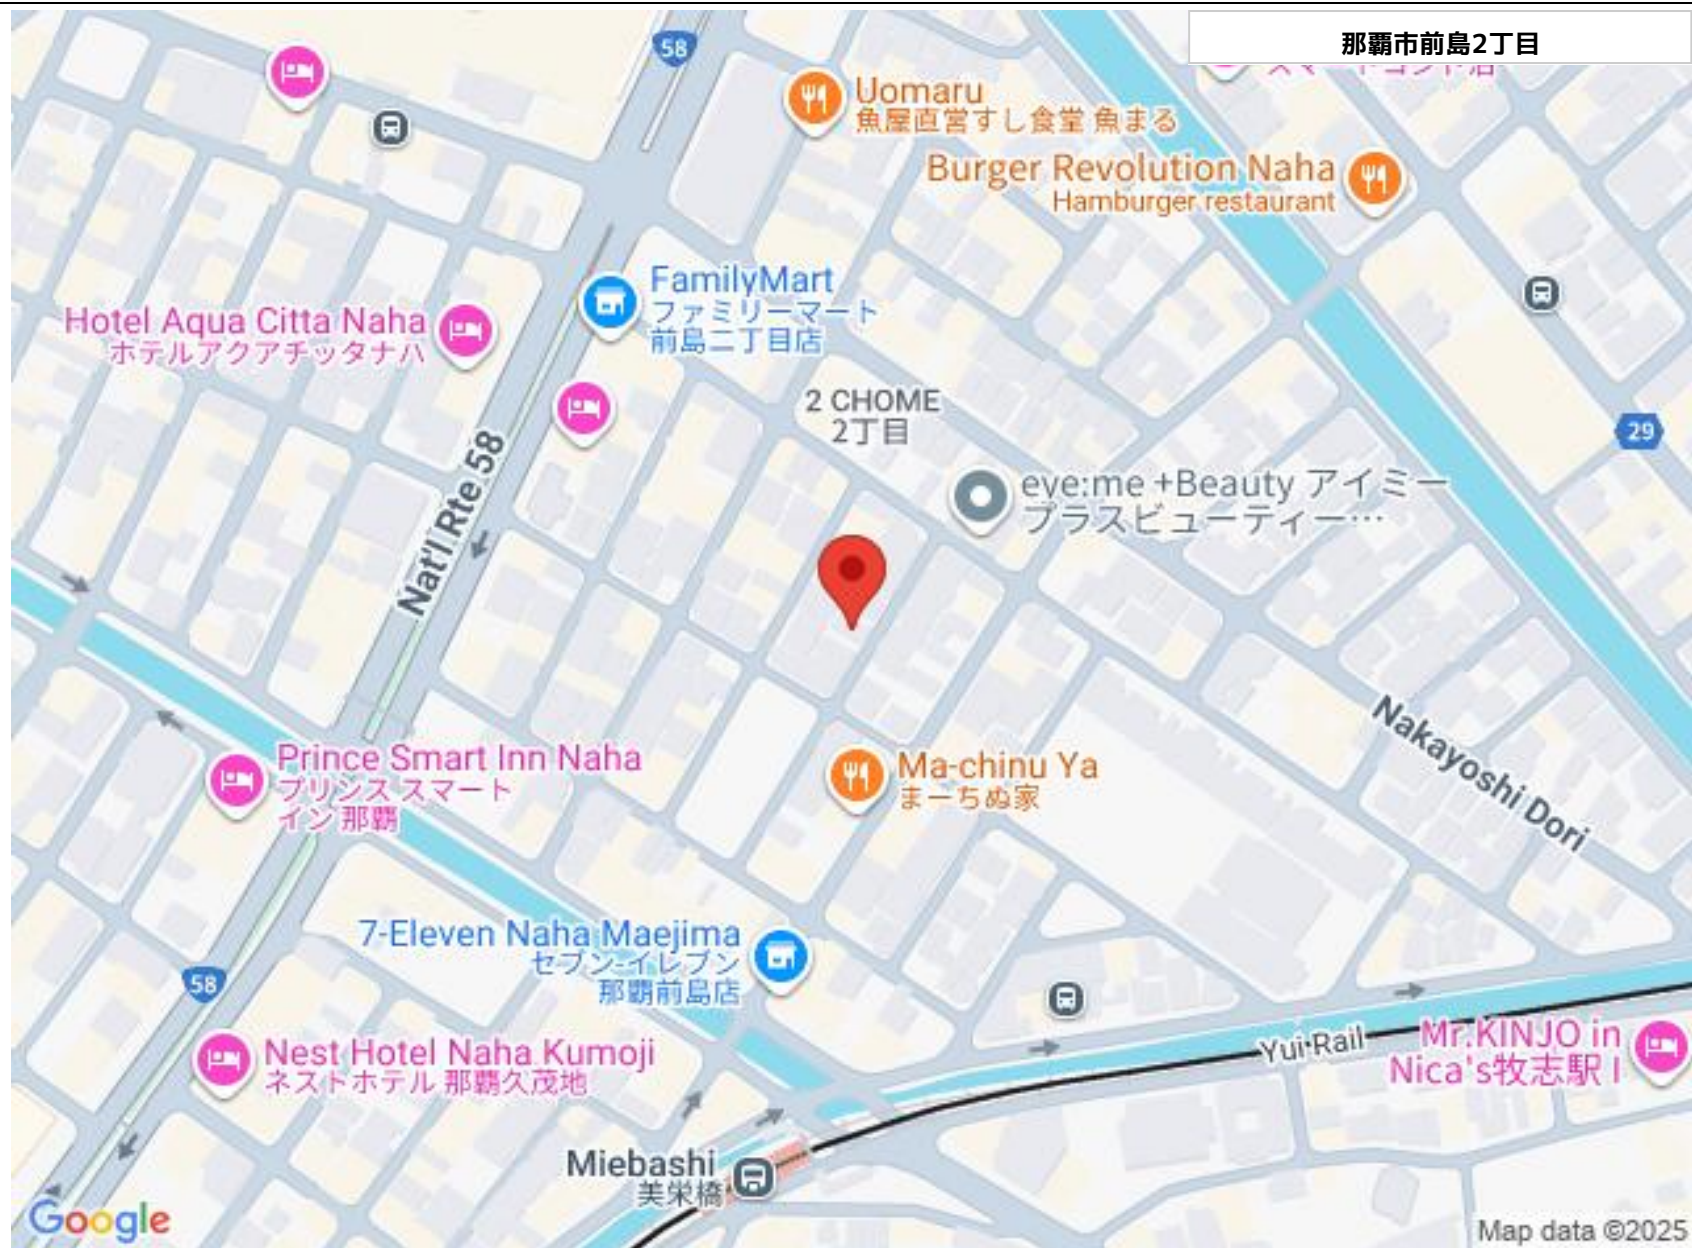 那覇市前島2丁目
58
Uomaru
魚屋直営すし食堂 魚まる
Burger Revolution Naha
Hamburger restaurant
FamilyMart
ファミリーマート
前島二丁目店
Hotel Aqua Citta Naha
ホテルアクアチッタナハ
2 CHOME
2丁目
29
Nat'l Rte 58
eye:me +Beauty アイミー
プラスビューティー…
Nakayoshi Dori
Prince Smart Inn Naha
プリンス スマート
イン 那覇
Ma-chinu Ya
まーちぬ家
7-Eleven Naha Maejima
セブン-イレブン
那覇前島店
58
Nest Hotel Naha Kumoji
ネストホテル 那覇久茂地
Yui Rail
Mr.KINJO in
Nica's牧志駅 I
Miebashi
美栄橋
Google
Map data ©2025